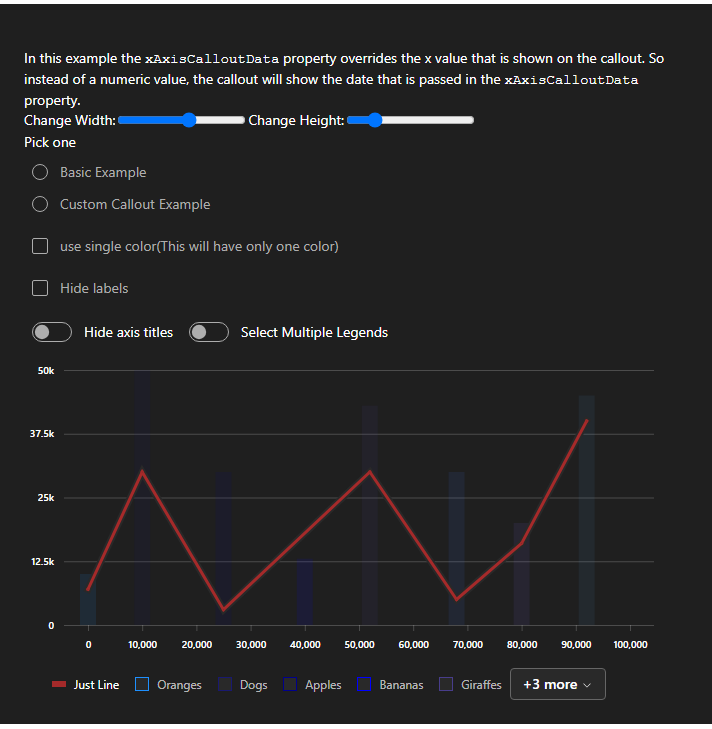 In this example the xAxisCalloutData property overrides the x value that is shown on the callout. So
instead of a numeric value, the callout will show the date that is passed in the xAxisCalloutData
property.
Change Width: Change Height:
Pick one
Basic Example
Custom Callout Example
use single color(This will have only one color)
Hide labels
Hide axis titles Select Multiple Legends
50k
37.5k
25k
12.5k
0
0 10,000 20,000 30,000 40,000 50,000 60,000 70,000 80,000 90,000 100,000
Just Line Oranges Dogs Apples Bananas Giraffes +3 more